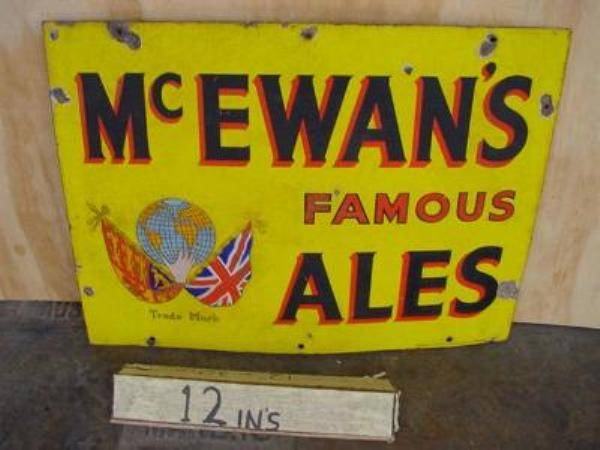 McEWAN'S
FAMOUS
ALES
Trade Mark
12 IN'S